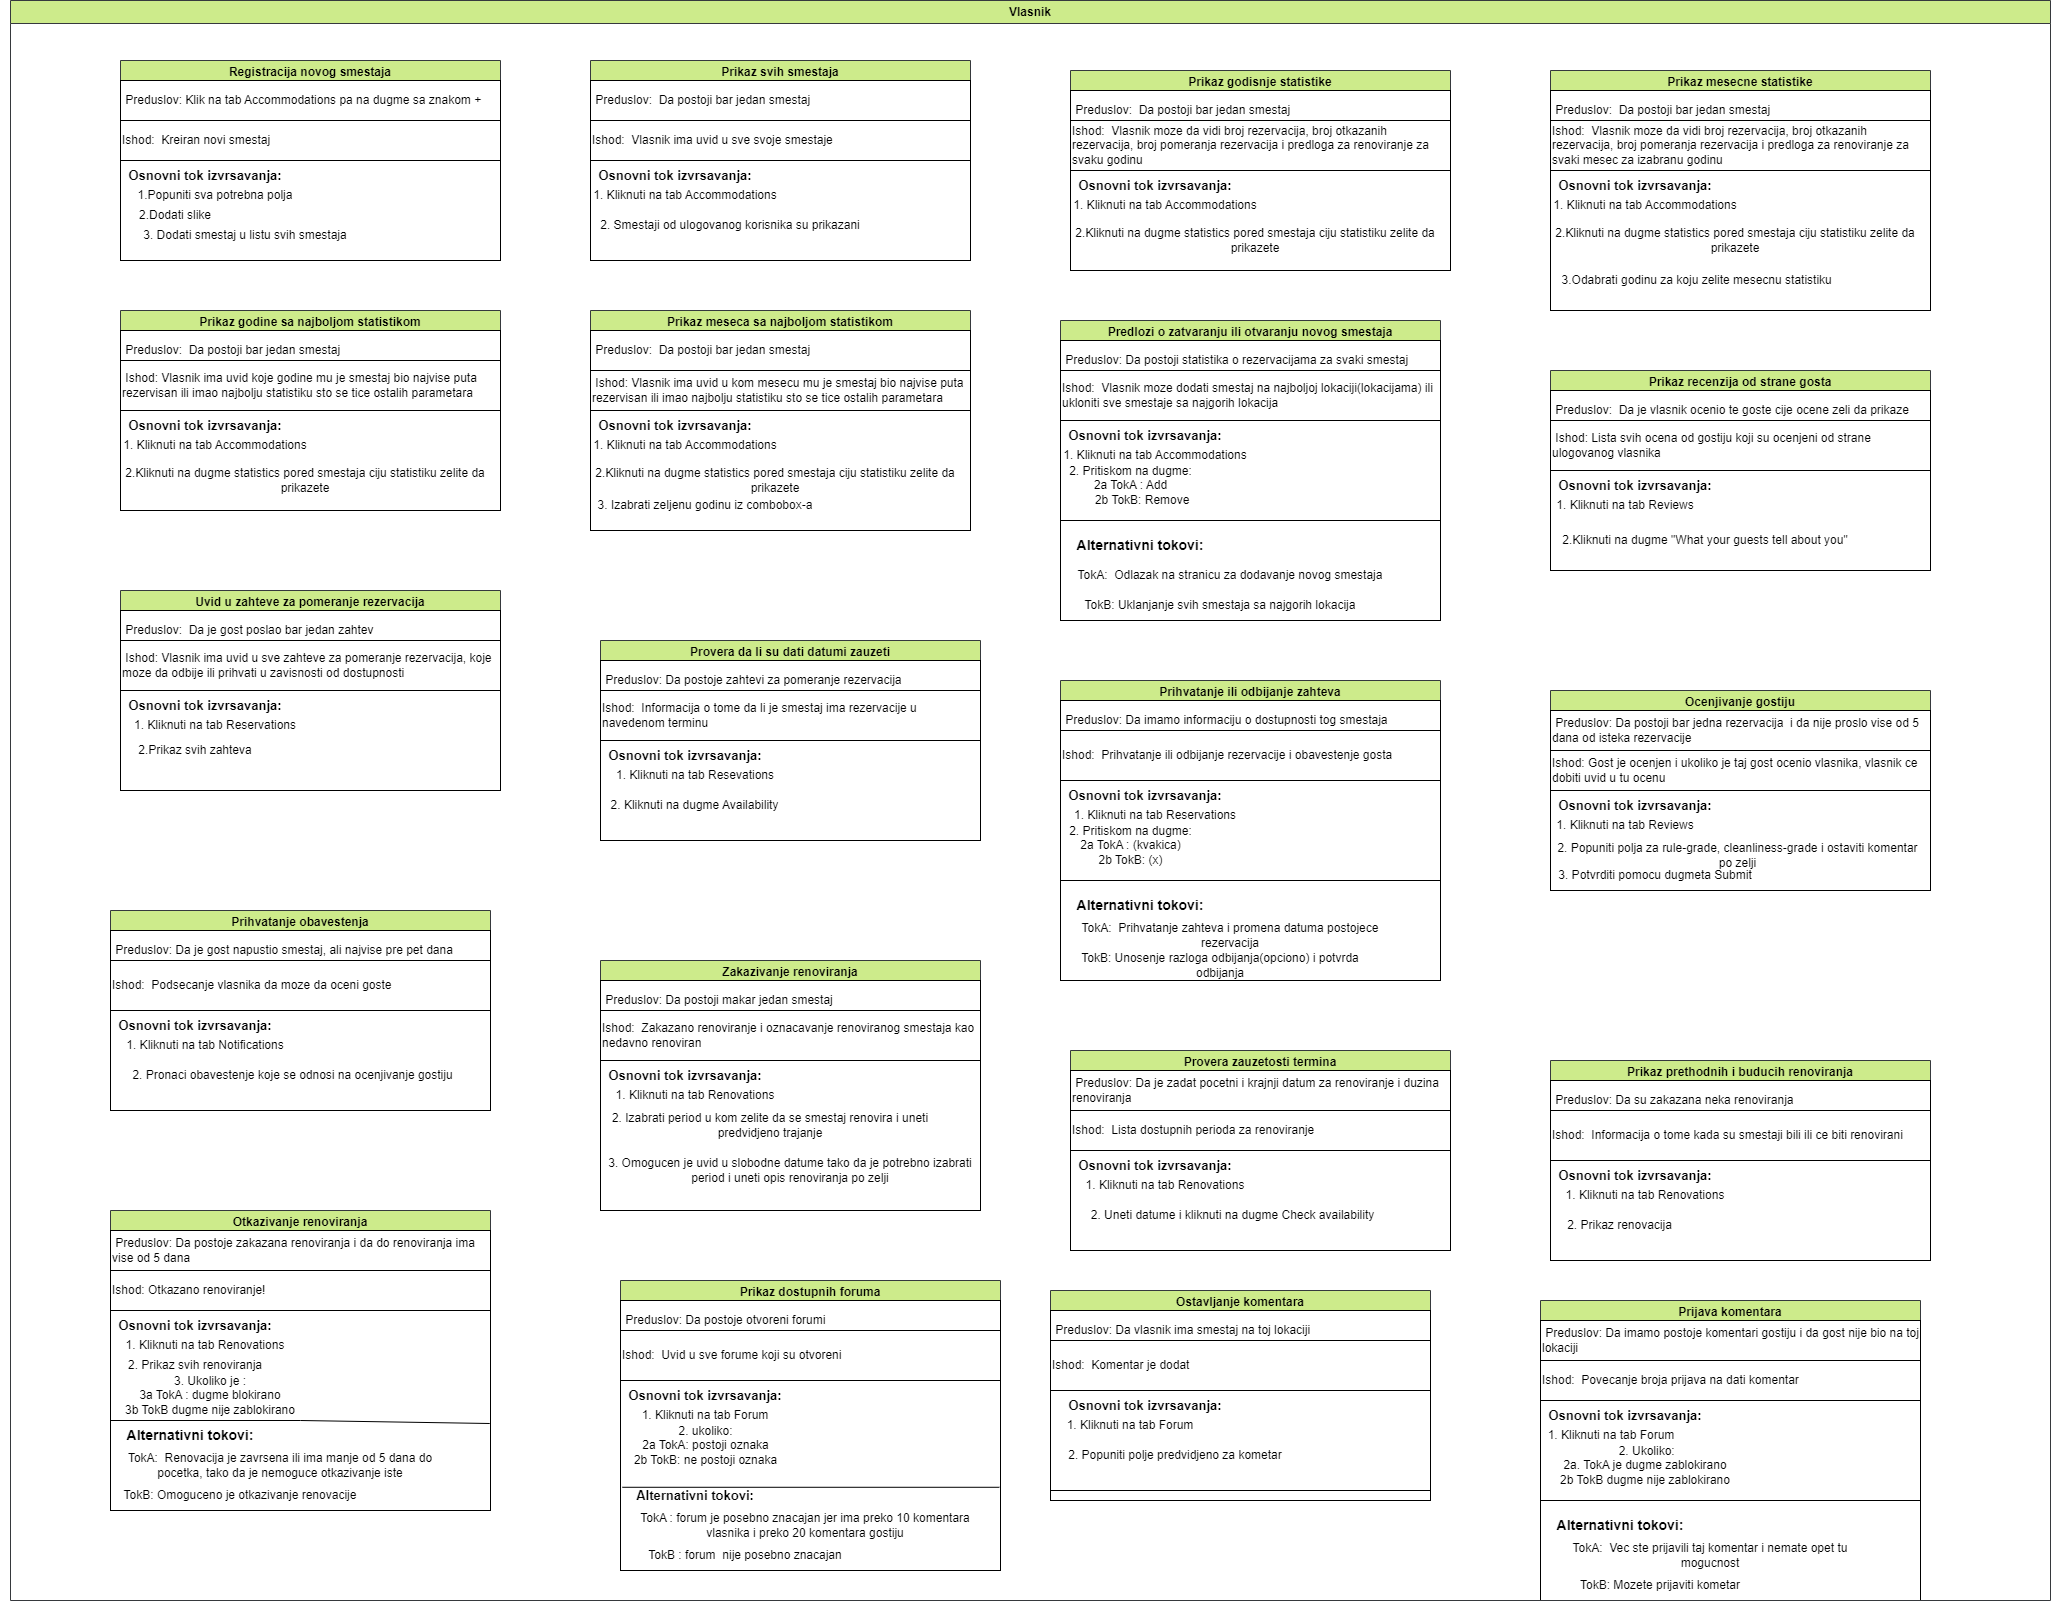 Vlasnik
Registracija novog smestaja
Preduslov: Klik na tab Accommodations pa na dugme sa znakom +
Ishod:  Kreiran novi smestaj
Osnovni tok izvrsavanja:
1.Popuniti sva potrebna polja
2.Dodati slike
3. Dodati smestaj u listu svih smestaja
Prikaz svih smestaja
Preduslov:  Da postoji bar jedan smestaj
Ishod:  Vlasnik ima uvid u sve svoje smestaje
Osnovni tok izvrsavanja:
1. Kliknuti na tab Accommodations
2. Smestaji od ulogovanog korisnika su prikazani
Prikaz godisnje statistike
Preduslov:  Da postoji bar jedan smestaj
Ishod:  Vlasnik moze da vidi broj rezervacija, broj otkazanih
rezervacija, broj pomeranja rezervacija i predloga za renoviranje za
svaku godinu
Osnovni tok izvrsavanja:
1. Kliknuti na tab Accommodations
2.Kliknuti na dugme statistics pored smestaja ciju statistiku zelite da
prikazete
Prikaz mesecne statistike
Preduslov:  Da postoji bar jedan smestaj
Ishod:  Vlasnik moze da vidi broj rezervacija, broj otkazanih
rezervacija, broj pomeranja rezervacija i predloga za renoviranje za
svaki mesec za izabranu godinu
Osnovni tok izvrsavanja:
1. Kliknuti na tab Accommodations
2.Kliknuti na dugme statistics pored smestaja ciju statistiku zelite da
prikazete
3.Odabrati godinu za koju zelite mesecnu statistiku
Prikaz godine sa najboljom statistikom
Preduslov:  Da postoji bar jedan smestaj
Ishod: Vlasnik ima uvid koje godine mu je smestaj bio najvise puta
rezervisan ili imao najbolju statistiku sto se tice ostalih parametara
Osnovni tok izvrsavanja:
1. Kliknuti na tab Accommodations
2.Kliknuti na dugme statistics pored smestaja ciju statistiku zelite da
prikazete
Prikaz meseca sa najboljom statistikom
Preduslov:  Da postoji bar jedan smestaj
Ishod: Vlasnik ima uvid u kom mesecu mu je smestaj bio najvise puta
rezervisan ili imao najbolju statistiku sto se tice ostalih parametara
Osnovni tok izvrsavanja:
1. Kliknuti na tab Accommodations
2.Kliknuti na dugme statistics pored smestaja ciju statistiku zelite da
prikazete
3. Izabrati zeljenu godinu iz combobox-a
Predlozi o zatvaranju ili otvaranju novog smestaja
Preduslov: Da postoji statistika o rezervacijama za svaki smestaj
Ishod:  Vlasnik moze dodati smestaj na najboljoj lokaciji(lokacijama) ili
ukloniti sve smestaje sa najgorih lokacija
Osnovni tok izvrsavanja:
1. Kliknuti na tab Accommodations
2. Pritiskom na dugme:
2a TokA : Add
2b TokB: Remove
Alternativni tokovi:
TokA:  Odlazak na stranicu za dodavanje novog smestaja
TokB: Uklanjanje svih smestaja sa najgorih lokacija
Prikaz recenzija od strane gosta
Preduslov:  Da je vlasnik ocenio te goste cije ocene zeli da prikaze
Ishod: Lista svih ocena od gostiju koji su ocenjeni od strane
ulogovanog vlasnika
Osnovni tok izvrsavanja:
1. Kliknuti na tab Reviews
2.Kliknuti na dugme "What your guests tell about you"
Uvid u zahteve za pomeranje rezervacija
Preduslov:  Da je gost poslao bar jedan zahtev
Ishod: Vlasnik ima uvid u sve zahteve za pomeranje rezervacija, koje
moze da odbije ili prihvati u zavisnosti od dostupnosti
Osnovni tok izvrsavanja:
1. Kliknuti na tab Reservations
2.Prikaz svih zahteva
Provera da li su dati datumi zauzeti
Preduslov: Da postoje zahtevi za pomeranje rezervacija
Ishod:  Informacija o tome da li je smestaj ima rezervacije u
navedenom terminu
Osnovni tok izvrsavanja:
1. Kliknuti na tab Resevations
2. Kliknuti na dugme Availability
Prihvatanje ili odbijanje zahteva
Preduslov: Da imamo informaciju o dostupnosti tog smestaja
Ishod:  Prihvatanje ili odbijanje rezervacije i obavestenje gosta
Osnovni tok izvrsavanja:
1. Kliknuti na tab Reservations
2. Pritiskom na dugme:
2a TokA : (kvakica)
2b TokB: (x)
Alternativni tokovi:
TokA:  Prihvatanje zahteva i promena datuma postojece
rezervacija
TokB: Unosenje razloga odbijanja(opciono) i potvrda
odbijanja
Ocenjivanje gostiju
Preduslov: Da postoji bar jedna rezervacija  i da nije proslo vise od 5
dana od isteka rezervacije
Ishod: Gost je ocenjen i ukoliko je taj gost ocenio vlasnika, vlasnik ce
dobiti uvid u tu ocenu
Osnovni tok izvrsavanja:
1. Kliknuti na tab Reviews
2. Popuniti polja za rule-grade, cleanliness-grade i ostaviti komentar
po zelji
3. Potvrditi pomocu dugmeta Submit
Prihvatanje obavestenja
Preduslov: Da je gost napustio smestaj, ali najvise pre pet dana
Ishod:  Podsecanje vlasnika da moze da oceni goste
Osnovni tok izvrsavanja:
1. Kliknuti na tab Notifications
2. Pronaci obavestenje koje se odnosi na ocenjivanje gostiju
Zakazivanje renoviranja
Preduslov: Da postoji makar jedan smestaj
Ishod:  Zakazano renoviranje i oznacavanje renoviranog smestaja kao
nedavno renoviran
Osnovni tok izvrsavanja:
1. Kliknuti na tab Renovations
2. Izabrati period u kom zelite da se smestaj renovira i uneti
predvidjeno trajanje
3. Omogucen je uvid u slobodne datume tako da je potrebno izabrati
period i uneti opis renoviranja po zelji
Provera zauzetosti termina
Preduslov: Da je zadat pocetni i krajnji datum za renoviranje i duzina
renoviranja
Ishod:  Lista dostupnih perioda za renoviranje
Osnovni tok izvrsavanja:
1. Kliknuti na tab Renovations
2. Uneti datume i kliknuti na dugme Check availability
Prikaz prethodnih i buducih renoviranja
Preduslov: Da su zakazana neka renoviranja
Ishod:  Informacija o tome kada su smestaji bili ili ce biti renovirani
Osnovni tok izvrsavanja:
1. Kliknuti na tab Renovations
2. Prikaz renovacija
Otkazivanje renoviranja
Preduslov: Da postoje zakazana renoviranja i da do renoviranja ima
vise od 5 dana
Ishod: Otkazano renoviranje!
Osnovni tok izvrsavanja:
1. Kliknuti na tab Renovations
2. Prikaz svih renoviranja
3. Ukoliko je :
3a TokA : dugme blokirano
3b TokB dugme nije zablokirano
Alternativni tokovi:
TokA:  Renovacija je zavrsena ili ima manje od 5 dana do
pocetka, tako da je nemoguce otkazivanje iste
TokB: Omoguceno je otkazivanje renovacije
Prikaz dostupnih foruma
Preduslov: Da postoje otvoreni forumi
Ishod:  Uvid u sve forume koji su otvoreni
Osnovni tok izvrsavanja:
1. Kliknuti na tab Forum
2. ukoliko:
2a TokA: postoji oznaka
2b TokB: ne postoji oznaka
Alternativni tokovi:
TokA : forum je posebno znacajan jer ima preko 10 komentara
vlasnika i preko 20 komentara gostiju
TokB : forum  nije posebno znacajan
Ostavljanje komentara
Preduslov: Da vlasnik ima smestaj na toj lokaciji
Ishod:  Komentar je dodat
Osnovni tok izvrsavanja:
1. Kliknuti na tab Forum
2. Popuniti polje predvidjeno za kometar
Prijava komentara
Preduslov: Da imamo postoje komentari gostiju i da gost nije bio na toj
lokaciji
Ishod:  Povecanje broja prijava na dati komentar
Osnovni tok izvrsavanja:
1. Kliknuti na tab Forum
2. Ukoliko:
2a. TokA je dugme zablokirano
2b TokB dugme nije zablokirano
Alternativni tokovi:
TokA:  Vec ste prijavili taj komentar i nemate opet tu
mogucnost
TokB: Mozete prijaviti kometar